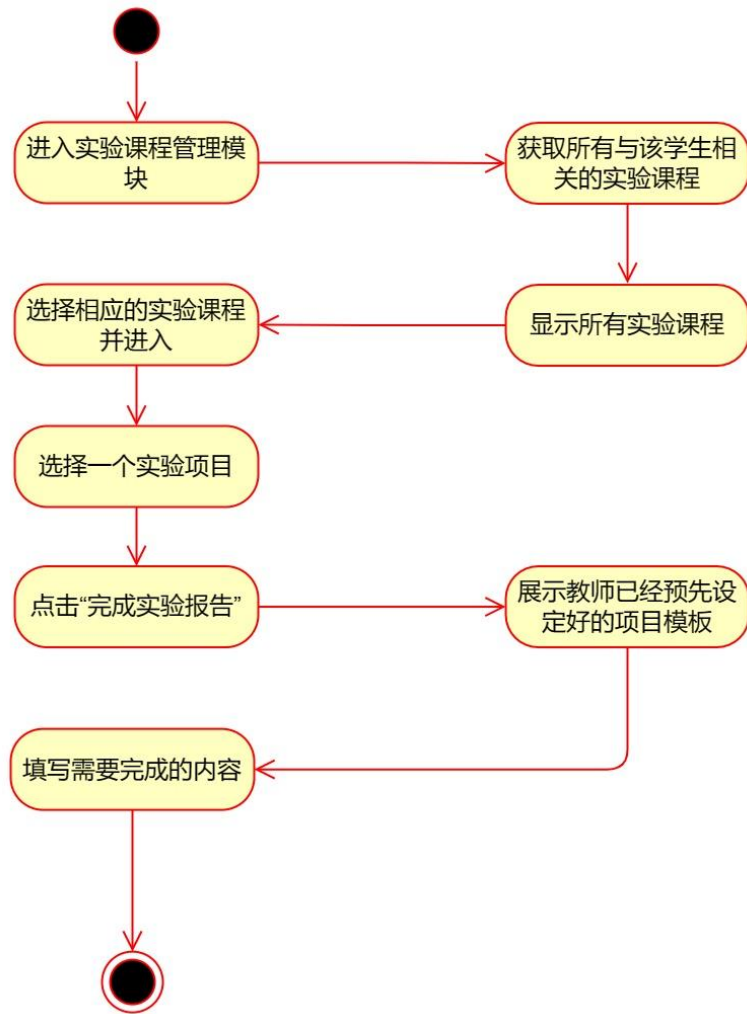 进入实验课程管理模
块
获取所有与该学生相
关的实验课程
显示所有实验课程
选择相应的实验课程
并进入
选择一个实验项目
点击“完成实验报告”
展示教师已经预先设
定好的项目模板
填写需要完成的内容